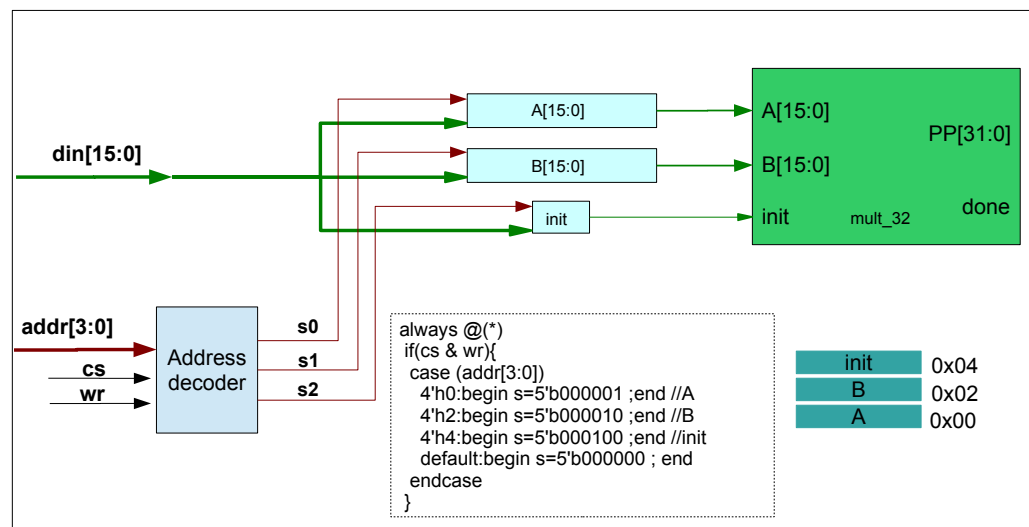 A[15:0]
A[15:0]
PP[31:0]
din[15:0]
B[15:0]
B[15:0]
init
init
mult_32
done
addr[3:0]
cs
wr
Address
decoder
s0
s1
s2
always @(*)
if(cs & wr){
case (addr[3:0])
4'h0:begin s=5'b000001 ;end //A
4'h2:begin s=5'b000010 ;end //B
4'h4:begin s=5'b000100 ;end //init
default:begin s=5'b000000 ; end
endcase
}
init 0x04
B 0x02
A 0x00